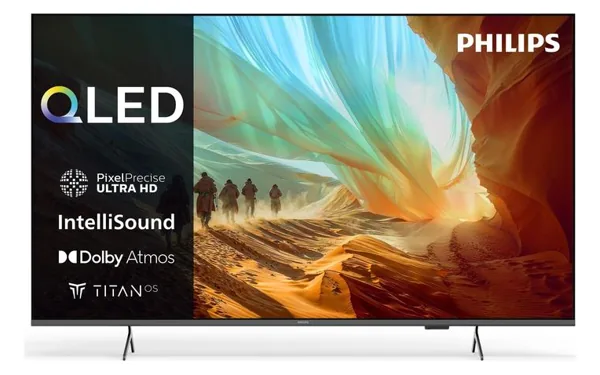 PHILIPS
QLED
PixelPrecise
ULTRA HD
IntelliSound
Dolby Atmos
TITAN OS